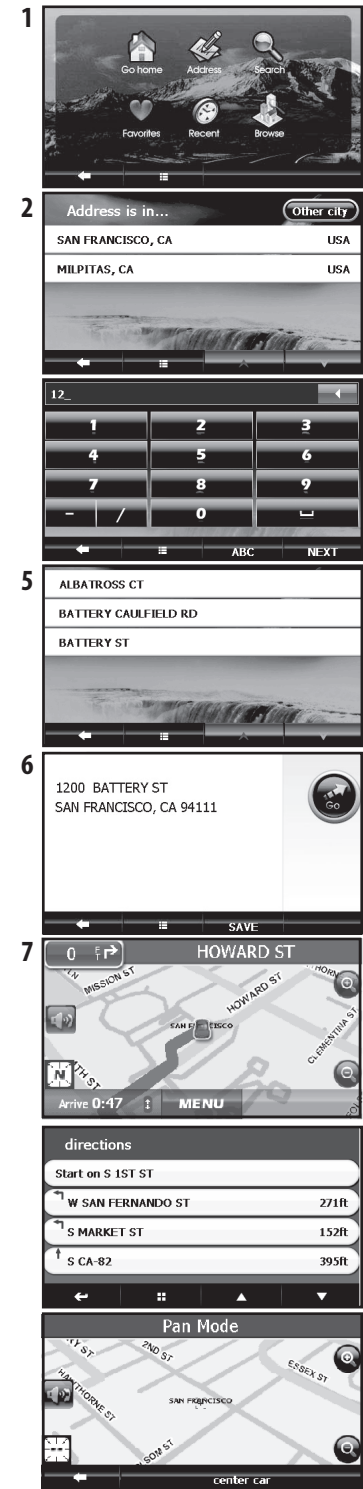 1
Go home Address Search
Favorites Recent Browse
2
Address is in... Other city
SAN FRANCISCO, CA USA
MILPITAS, CA USA
12_
1 2 3
4 5 6
7 8 9
- / 0
ABC NEXT
5
ALBATROSS CT
BATTERY CAULFIELD RD
BATTERY ST
6
1200 BATTERY ST
SAN FRANCISCO, CA 94111
Go
SAVE
7
0 HOWARD ST
MISSION ST
HOWARD ST
CLEMENTINA ST
N
TH ST
Arrive 0:47 MENU
directions
Start on S 1ST ST
W SAN FERNANDO ST 271ft
S MARKET ST 152ft
S CA-82 395ft
Pan Mode
2ND ST
ESSEX ST
HAWTHORNE ST
SAN FRANCISCO
center car